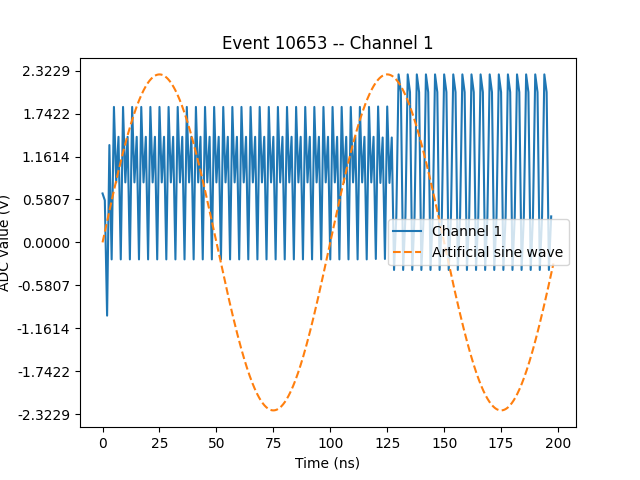 Event 10653 -- Channel 1
ADC Value (V)
2.3229
1.7422
1.1614
0.5807
0.0000
-0.5807
-1.1614
-1.7422
-2.3229
Channel 1
Artificial sine wave
0 25 50 75 100 125 150 175 200
Time (ns)